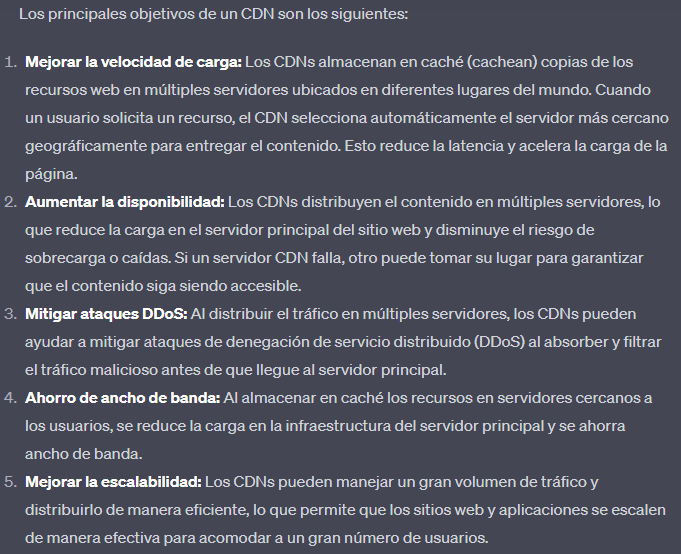 Los principales objetivos de un CDN son los siguientes:
1. Mejorar la velocidad de carga: Los CDNs almacenan en caché (cachean) copias de los
recursos web en múltiples servidores ubicados en diferentes lugares del mundo. Cuando
un usuario solicita un recurso, el CDN selecciona automáticamente el servidor más cercano
geográficamente para entregar el contenido. Esto reduce la latencia y acelera la carga de la
página.
2. Aumentar la disponibilidad: Los CDNs distribuyen el contenido en múltiples servidores, lo
que reduce la carga en el servidor principal del sitio web y disminuye el riesgo de
sobrecarga o caídas. Si un servidor CDN falla, otro puede tomar su lugar para garantizar
que el contenido siga siendo accesible.
3. Mitigar ataques DDoS: Al distribuir el tráfico en múltiples servidores, los CDNs pueden
ayudar a mitigar ataques de denegación de servicio distribuido (DDoS) al absorber y filtrar
el tráfico malicioso antes de que llegue al servidor principal.
4. Ahorro de ancho de banda: Al almacenar en caché los recursos en servidores cercanos a
los usuarios, se reduce la carga en la infraestructura del servidor principal y se ahorra
ancho de banda.
5. Mejorar la escalabilidad: Los CDNs pueden manejar un gran volumen de tráfico y
distribuirlo de manera eficiente, lo que permite que los sitios web y aplicaciones se escalen
de manera efectiva para acomodar a un gran número de usuarios.